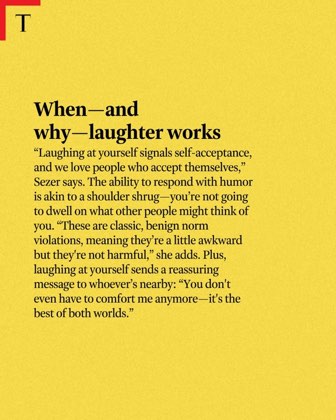 T
When—and
why—laughter works
“Laughing at yourself signals self-acceptance,
and we love people who accept themselves,”
Sezer says. The ability to respond with humor
is akin to a shoulder shrug—you’re not going
to dwell on what other people might think of
you. “These are classic, benign norm
violations, meaning they’re a little awkward
but they’re not harmful,” she adds. Plus,
laughing at yourself sends a reassuring
message to whoever’s nearby: “You don’t
even have to comfort me anymore—it’s the
best of both worlds.”